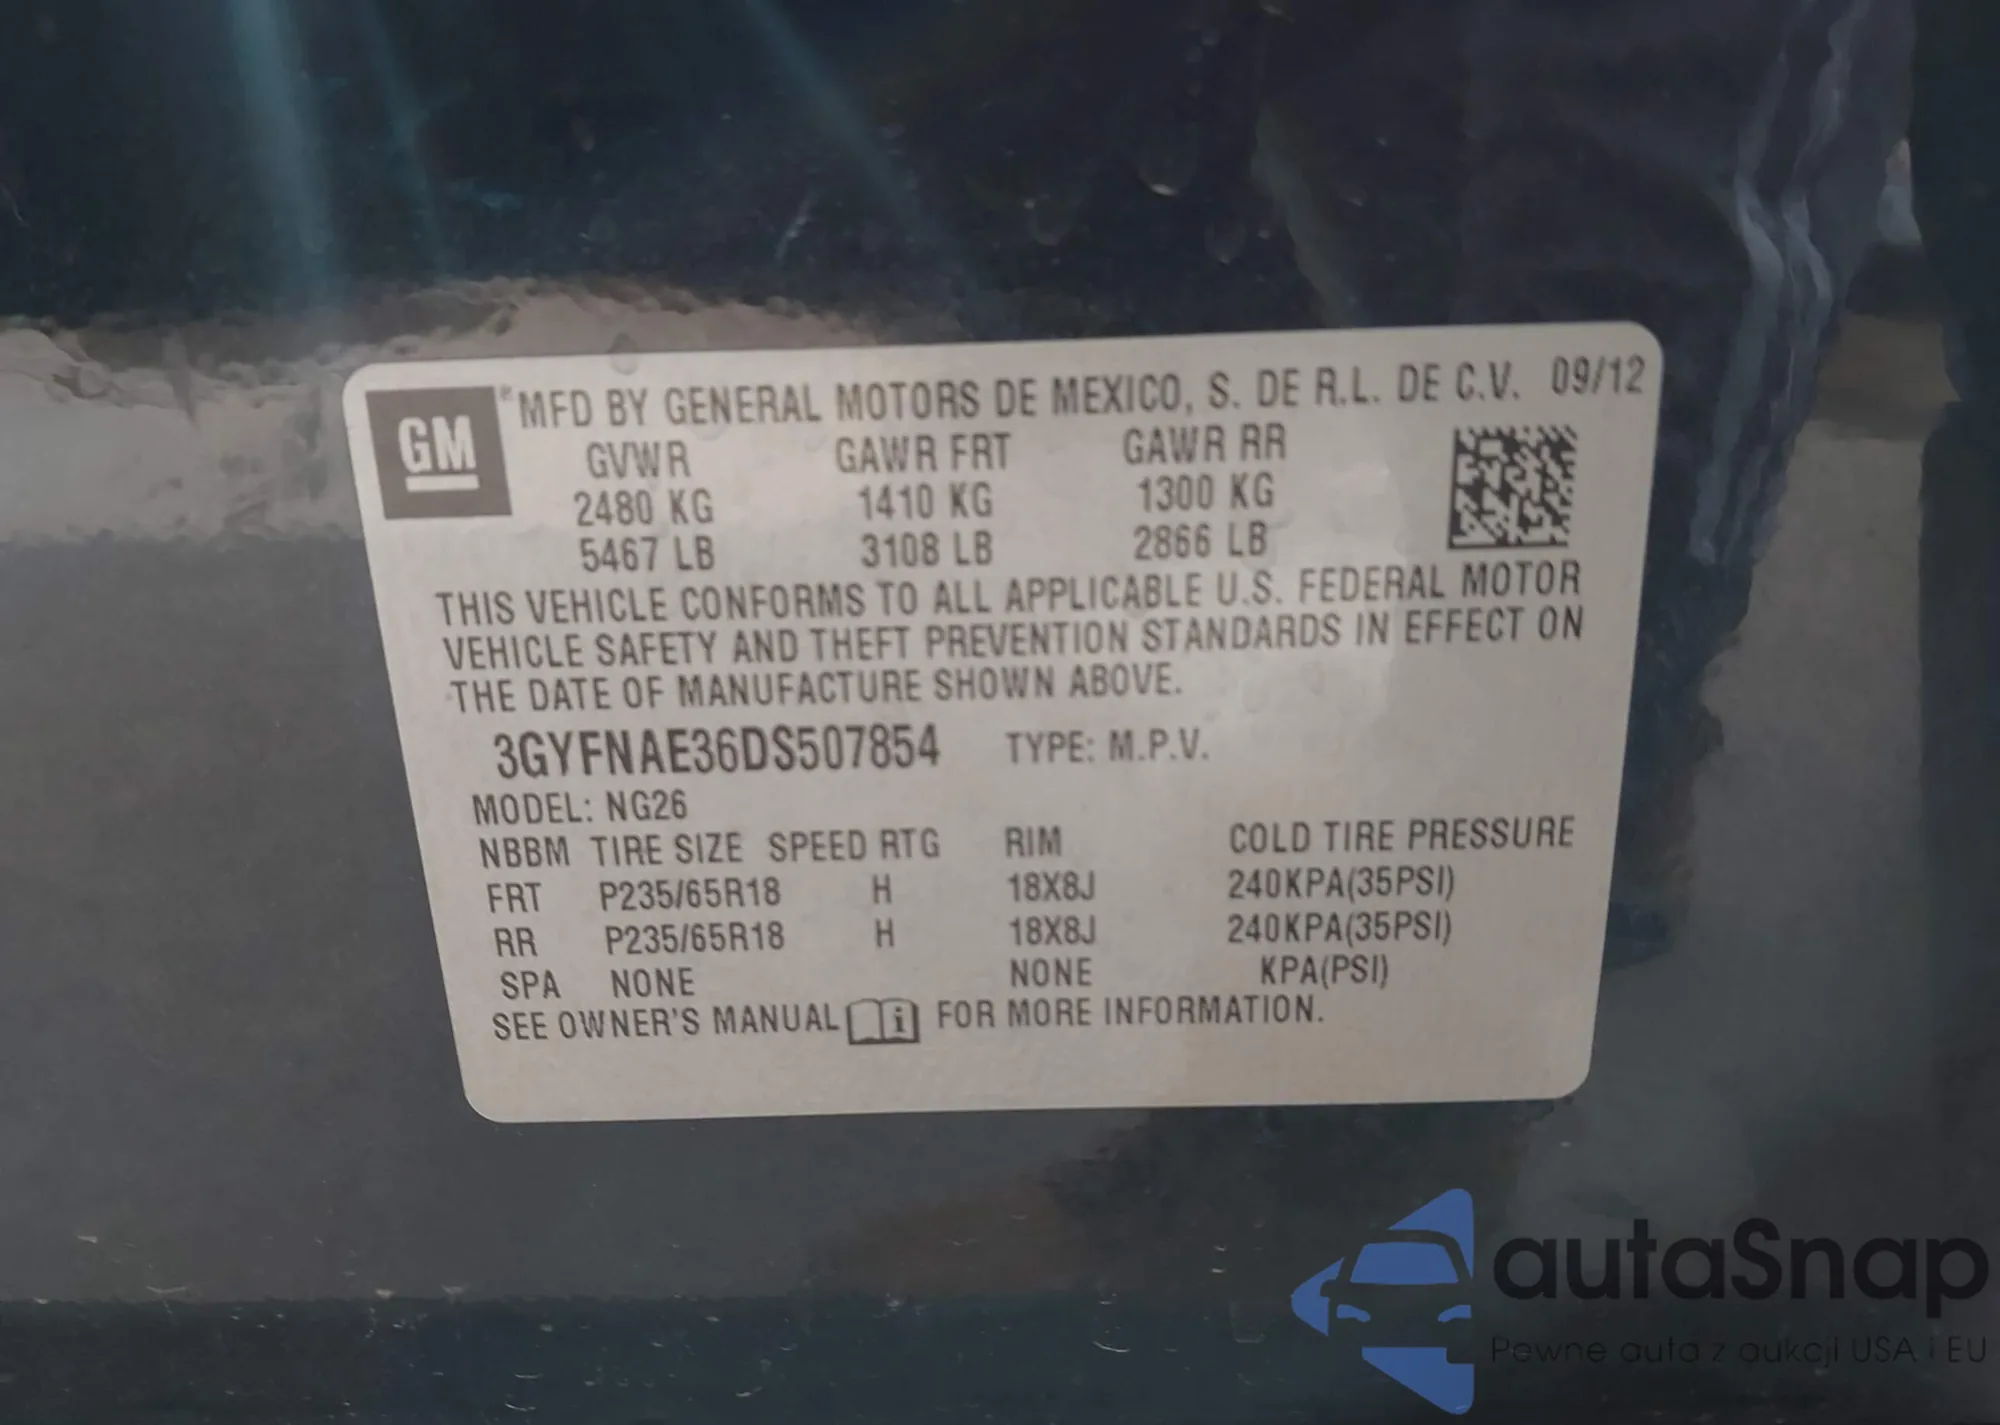 GM ® MFD BY GENERAL MOTORS DE MEXICO, S. DE R.L. DE C.V. 09/12
GVWR GAWR FRT GAWR RR
2480 KG 1410 KG 1300 KG
5467 LB 3108 LB 2866 LB
THIS VEHICLE CONFORMS TO ALL APPLICABLE U.S. FEDERAL MOTOR
VEHICLE SAFETY AND THEFT PREVENTION STANDARDS IN EFFECT ON
THE DATE OF MANUFACTURE SHOWN ABOVE.
3GYFNAE36DS507854 TYPE: M.P.V.
MODEL: NG26
NBBM TIRE SIZE SPEED RTG RIM COLD TIRE PRESSURE
FRT P235/65R18 H 18X8J 240KPA(35PSI)
RR P235/65R18 H 18X8J 240KPA(35PSI)
SPA NONE NONE KPA(PSI)
SEE OWNER'S MANUAL i FOR MORE INFORMATION.
autaSnap
Pewne auta z aukcji USA i EU